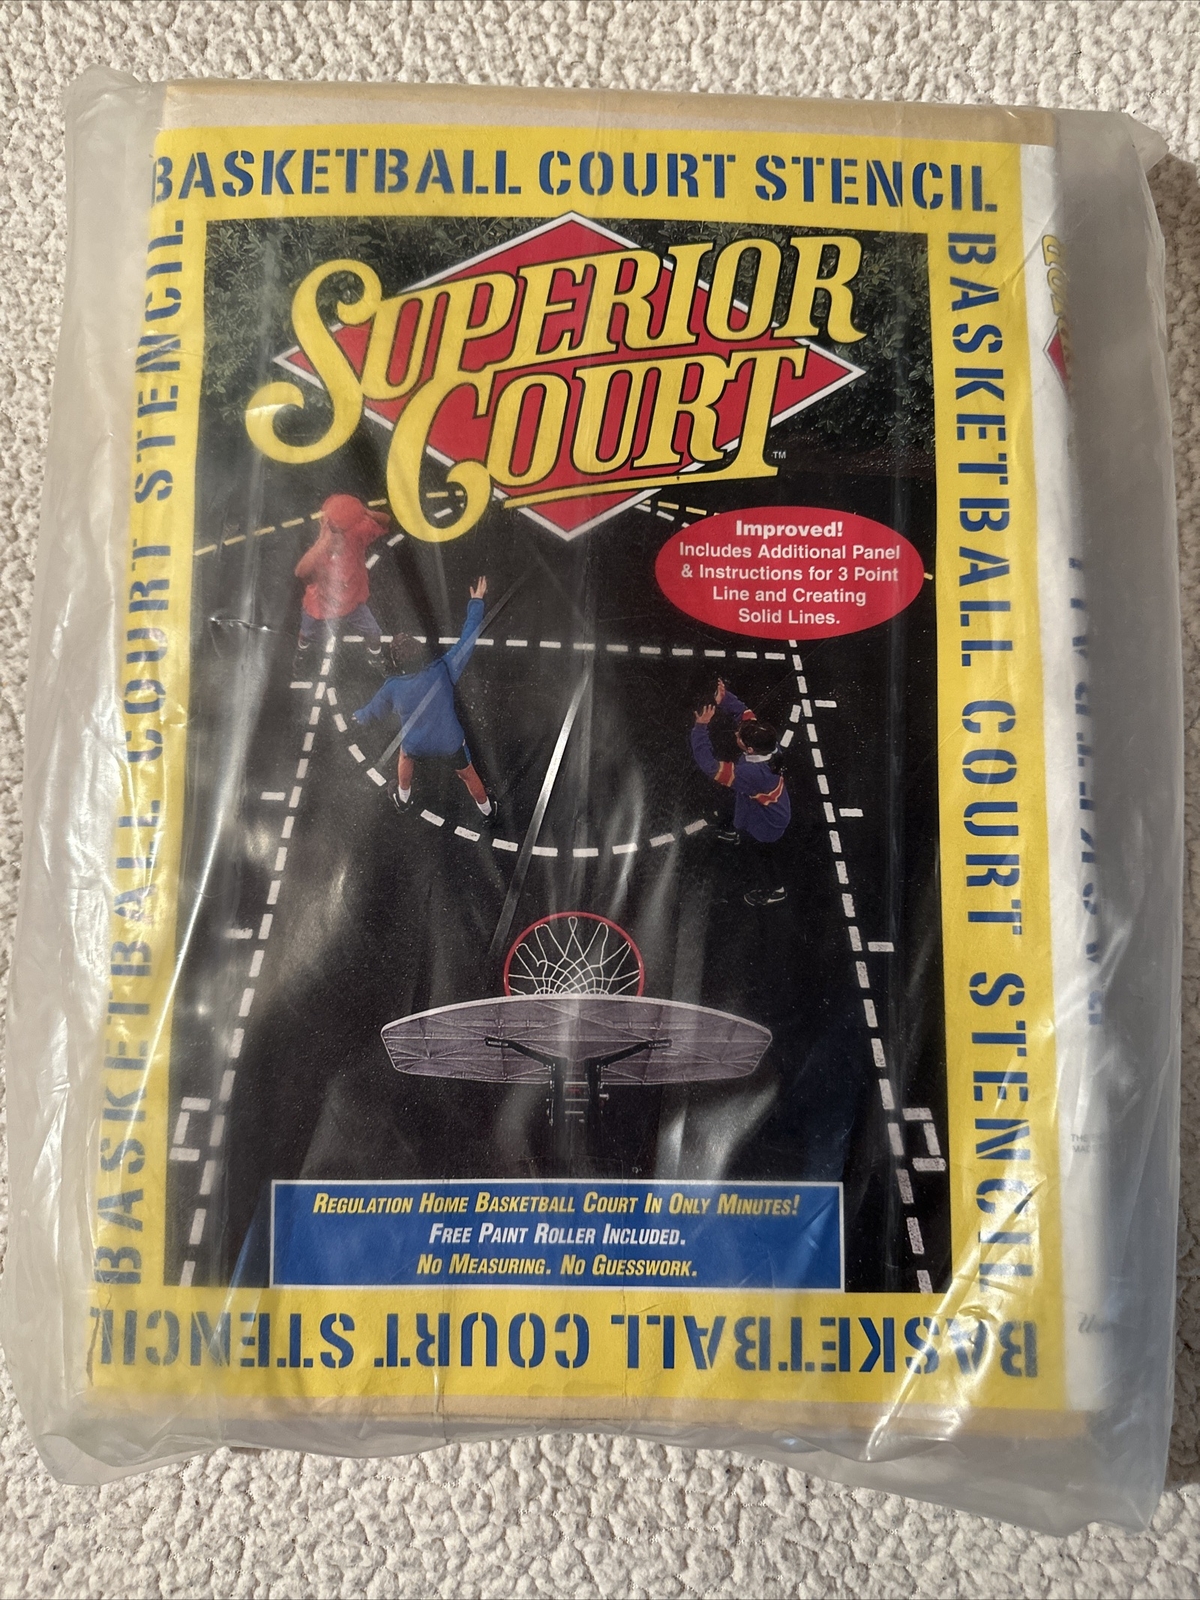 BASKETBALL COURT STENCIL
BASKETBALL COURT STENCIL
SUPERIOR
COURT™
Improved!
Includes Additional Panel
& Instructions for 3 Point
Line and Creating
Solid Lines.
BASKETBALL COURT STENCIL
REGULATION HOME BASKETBALL COURT IN ONLY MINUTES!
FREE PAINT ROLLER INCLUDED.
NO MEASURING. NO GUESSWORK.
BASKETBALL COURT STENCIL